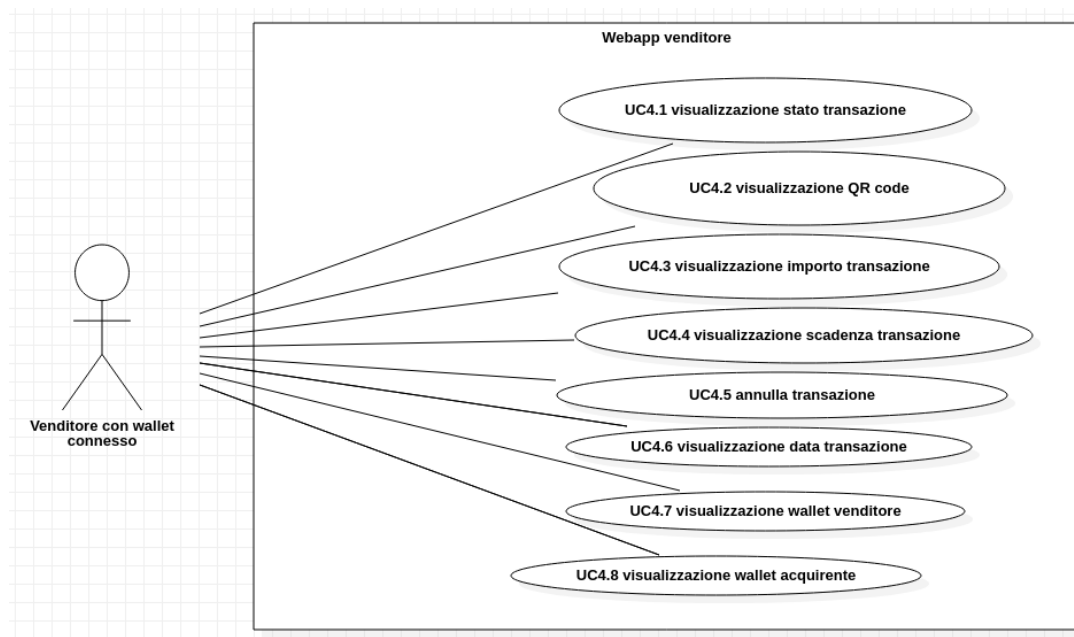 Webapp venditore
UC4.1 visualizzazione stato transazione
UC4.2 visualizzazione QR code
UC4.3 visualizzazione importo transazione
UC4.4 visualizzazione scadenza transazione
UC4.5 annulla transazione
Venditore con wallet
connesso
UC4.6 visualizzazione data transazione
UC4.7 visualizzazione wallet venditore
UC4.8 visualizzazione wallet acquirente